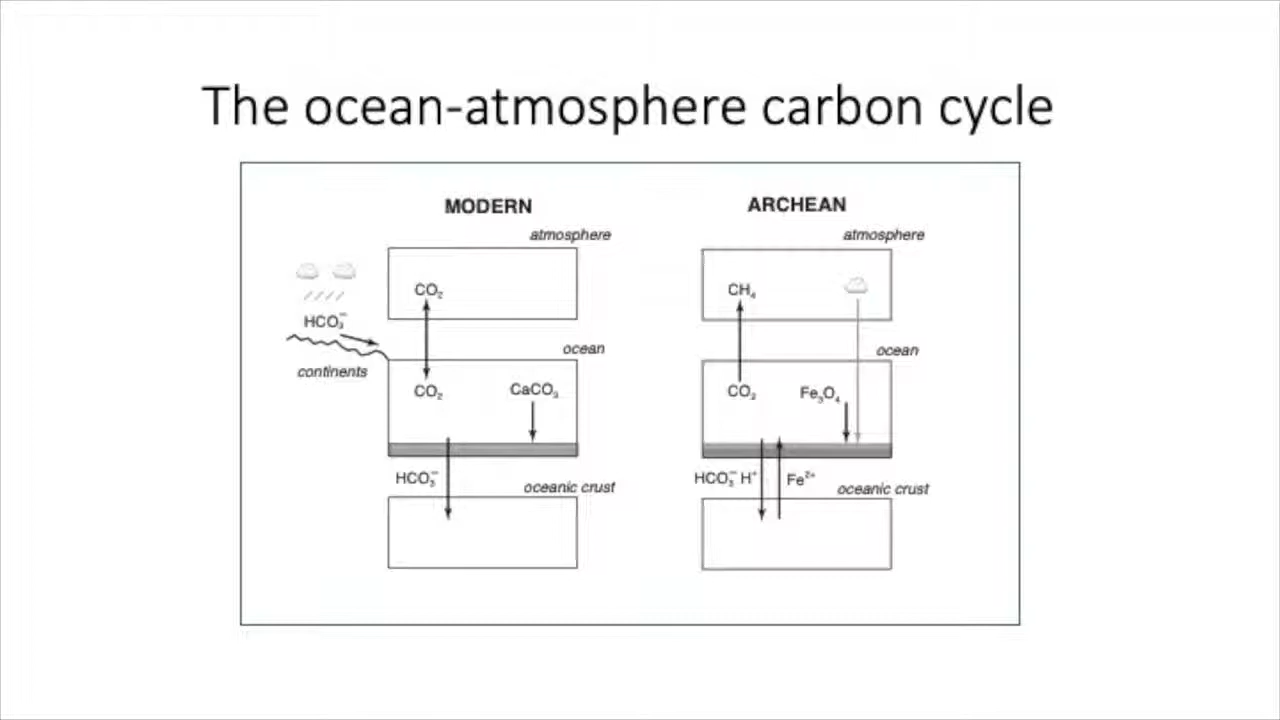 The ocean-atmosphere carbon cycle
MODERN
atmosphere
CO₂
HCO₃⁻
continents
ocean
CO₂
CaCO₃
HCO₃⁻
oceanic crust
ARCHEAN
atmosphere
CH₄
ocean
CO₂
Fe₃O₄
HCO₃⁻ H⁺
Fe²⁺
oceanic crust